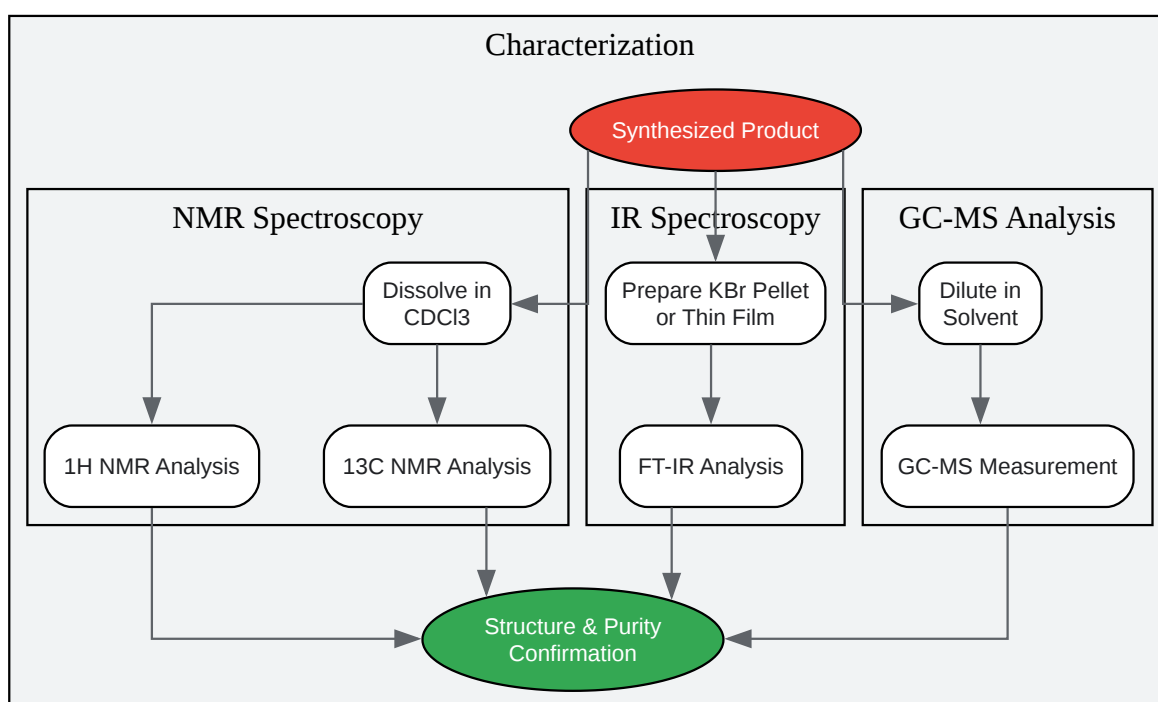 Characterization
Synthesized Product
NMR Spectroscopy
IR Spectroscopy
GC-MS Analysis
Dissolve in
CDCl3
Prepare KBr Pellet
or Thin Film
Dilute in
Solvent
1H NMR Analysis
13C NMR Analysis
FT-IR Analysis
GC-MS Measurement
Structure & Purity
Confirmation